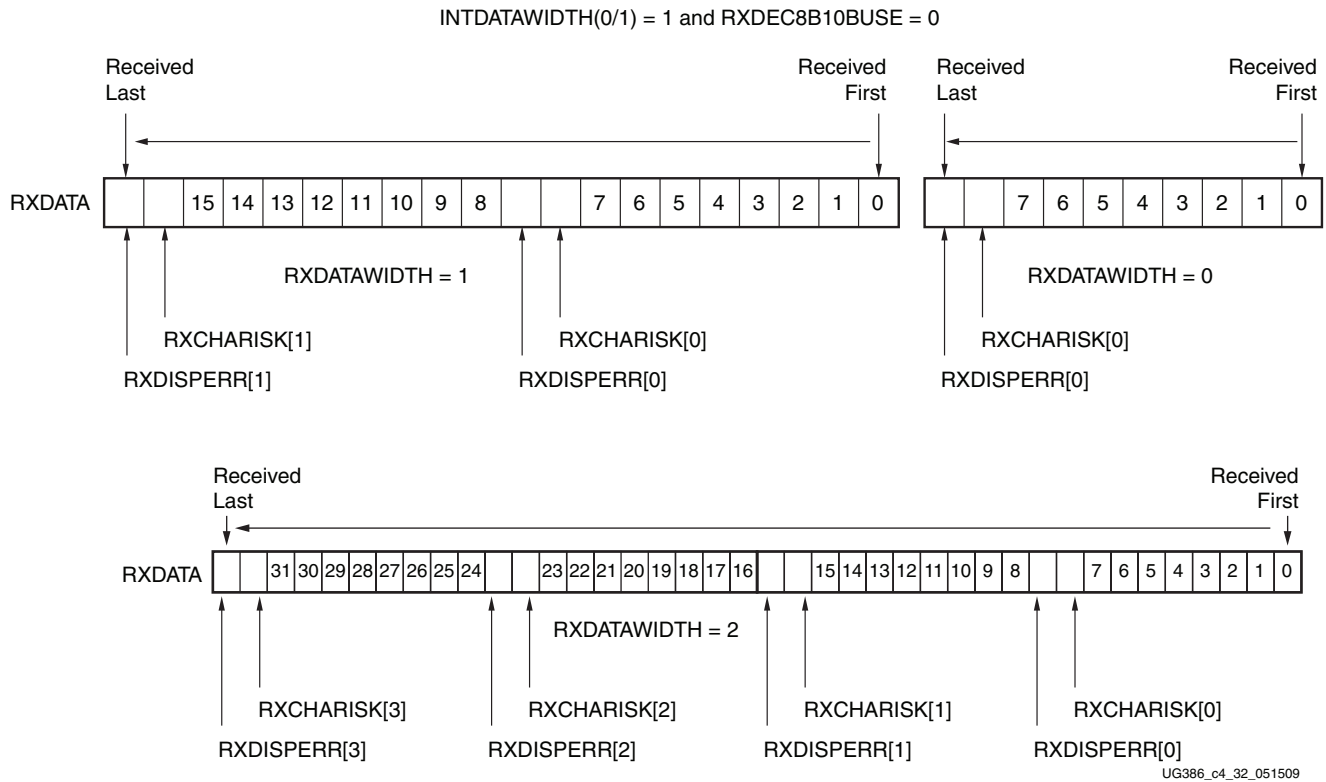 INTDATAWIDTH(0/1) = 1 and RXDEC8B10BUSE = 0
Received Last
Received First
Received Last
Received First
RXDATA
15 14 13 12 11 10 9 8 7 6 5 4 3 2 1 0
7 6 5 4 3 2 1 0
RXDATAWIDTH = 1
RXDATAWIDTH = 0
RXCHARISK[1]
RXCHARISK[0]
RXCHARISK[0]
RXDISPERR[1]
RXDISPERR[0]
RXDISPERR[0]
Received Last
Received First
RXDATA
31 30 29 28 27 26 25 24 23 22 21 20 19 18 17 16 15 14 13 12 11 10 9 8 7 6 5 4 3 2 1 0
RXDATAWIDTH = 2
RXCHARISK[3]
RXCHARISK[2]
RXCHARISK[1]
RXCHARISK[0]
RXDISPERR[3]
RXDISPERR[2]
RXDISPERR[1]
RXDISPERR[0]
UG386_c4_32_051509